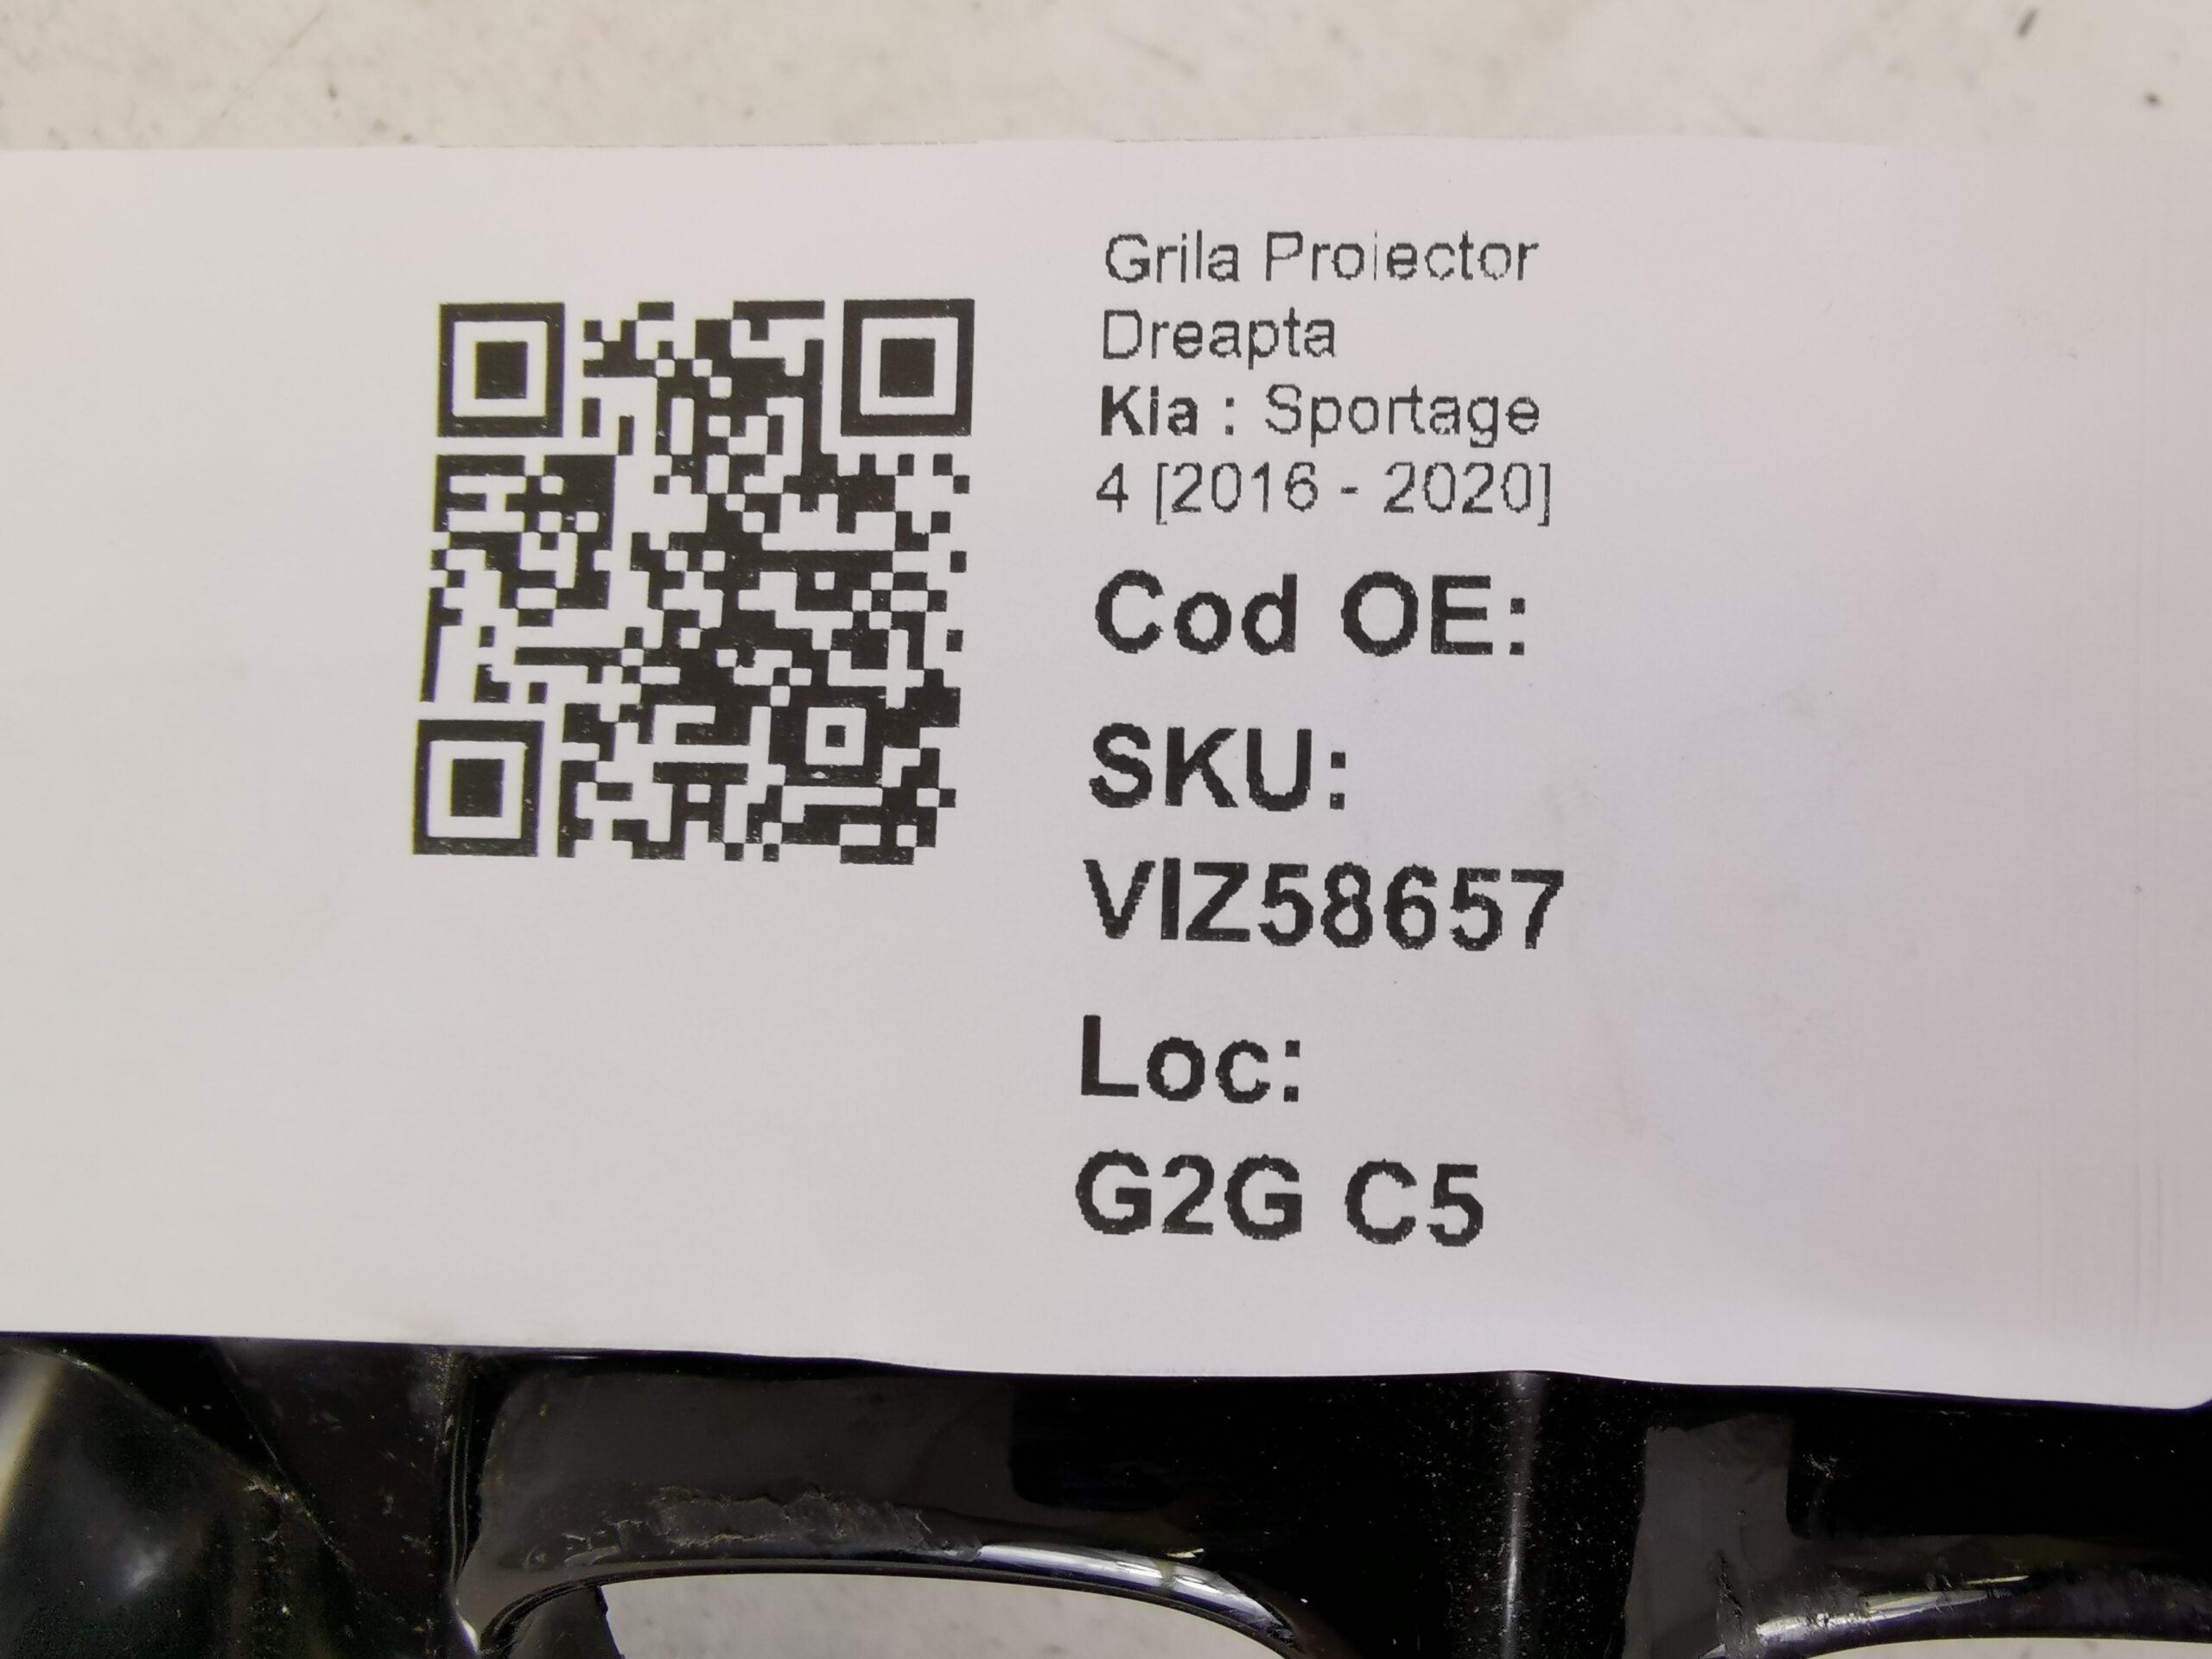 Grila Proiector
Dreapta
Kia : Sportage
4 [2016 - 2020]
Cod OE:
SKU:
VIZ58657
Loc:
G2G C5